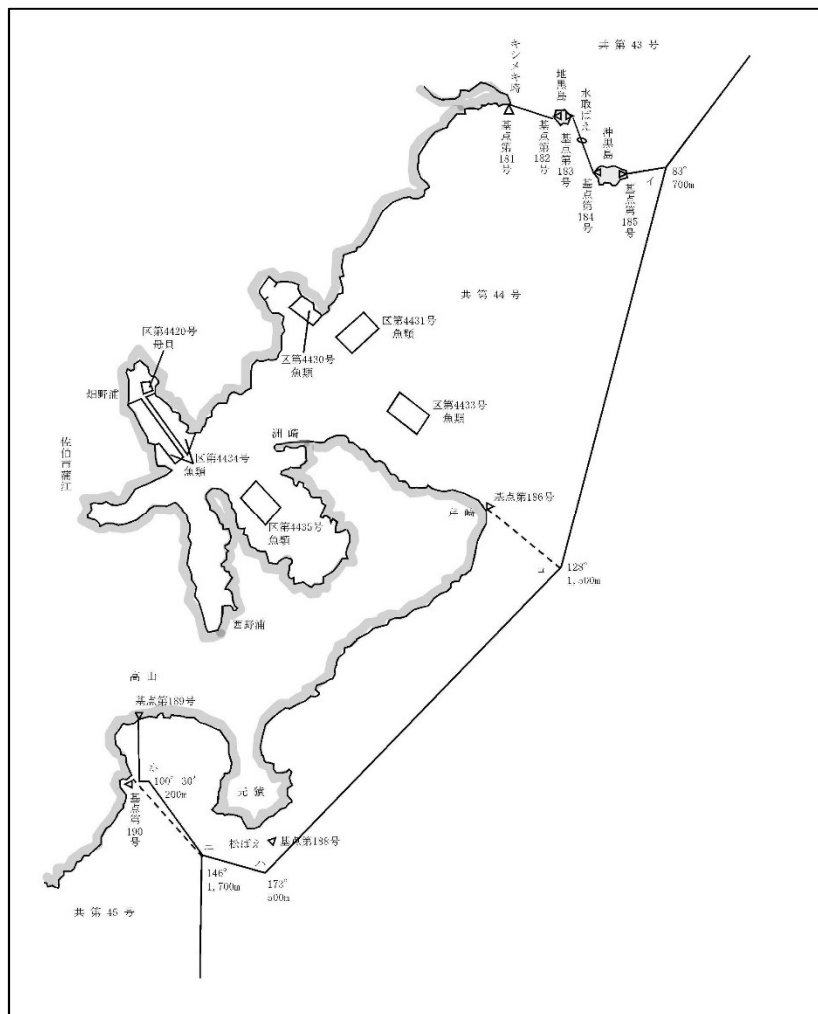 共第43号
キシメキ埼
地黒島
水取ばえ
沖黒島
基点第181号
基点第182号
基点第183号
基点第184号
基点第185号
イ
83°
700m
共第44号
区第4431号
魚類
区第4430号
魚類
区第4420号
母貝
畑野浦
区第4433号
魚類
洲埼
佐伯市蒲江
区第4434号
魚類
基点第186号
区第4435号
魚類
128°
1,500m
西野浦
高山
基点第189号
ホ
100° 30′
200m
基点第190号
元猿
松ばえ
基点第188号
ニ
ハ
146°
1,700m
173°
500m
共第45号